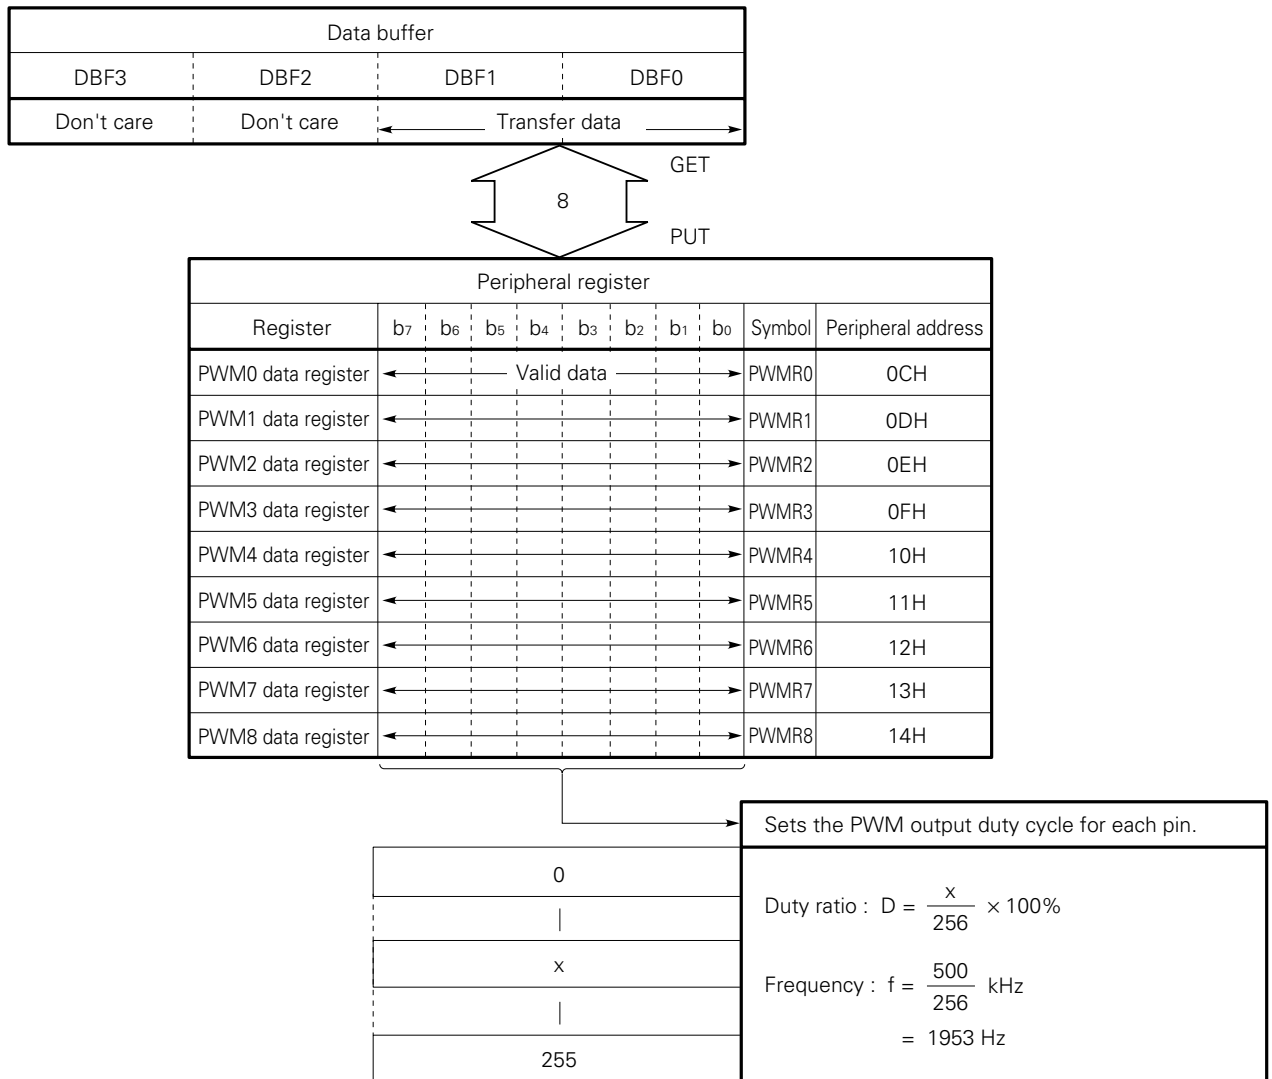 Data buffer
DBF3 DBF2 DBF1 DBF0
Don't care Don't care Transfer data
GET
8
PUT
Peripheral register
Register b7 b6 b5 b4 b3 b2 b1 b0 Symbol Peripheral address
PWM0 data register Valid data PWMR0 0CH
PWM1 data register PWMR1 0DH
PWM2 data register PWMR2 0EH
PWM3 data register PWMR3 0FH
PWM4 data register PWMR4 10H
PWM5 data register PWMR5 11H
PWM6 data register PWMR6 12H
PWM7 data register PWMR7 13H
PWM8 data register PWMR8 14H
Sets the PWM output duty cycle for each pin.
0
x
255
Duty ratio : D = x/256 × 100%
Frequency : f = 500/256 kHz
= 1953 Hz